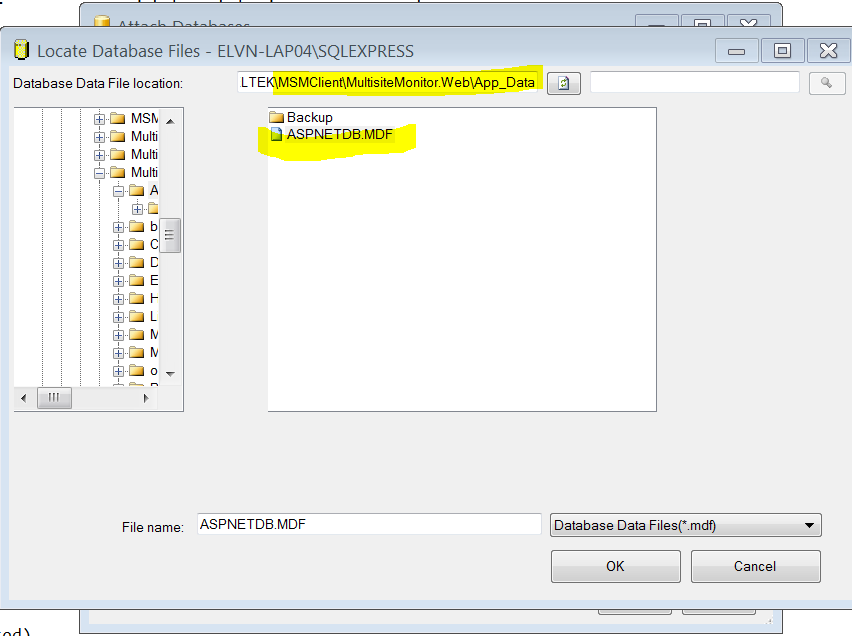 Attach Databases
Locate Database Files - ELVN-LAP04\SQLEXPRESS
Database Data File location:
LTEK\MSMClient\MultisiteMonitor.Web\App_Data
MSM
Multi
Multi
Multi
A
b
C
D
E
H
L
M
M
o
Backup
ASPNETDB.MDF
File name:
ASPNETDB.MDF
Database Data Files(*.mdf)
OK
Cancel